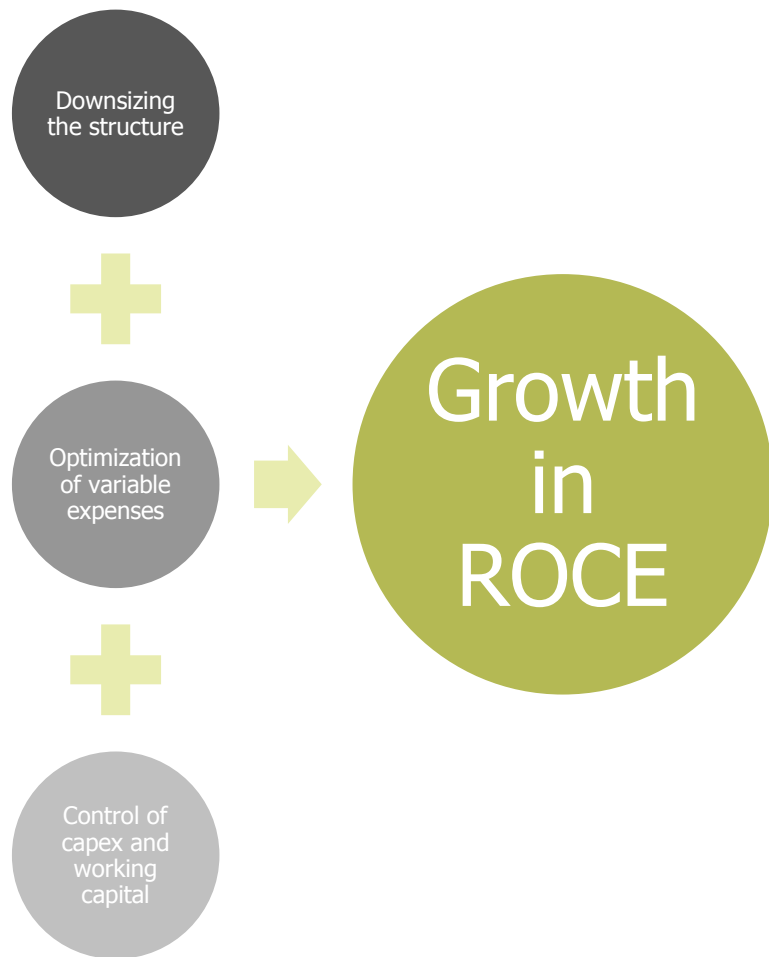 Downsizing
the structure
Optimization
of variable
expenses
Control of
capex and
working
capital
Growth
in
ROCE